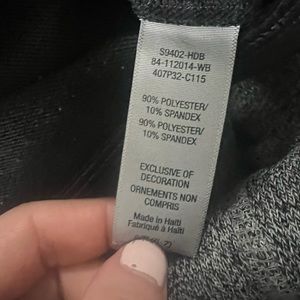 S9402-HDB
84-112014-WB
407P32-C115
90% POLYESTER/
10% SPANDEX
90% POLYESTER/
10% SPANDEX
EXCLUSIVE OF
DECORATION
ORNEMENTS NON
COMPRIS
Made in Haiti
Fabriqué à Haiti